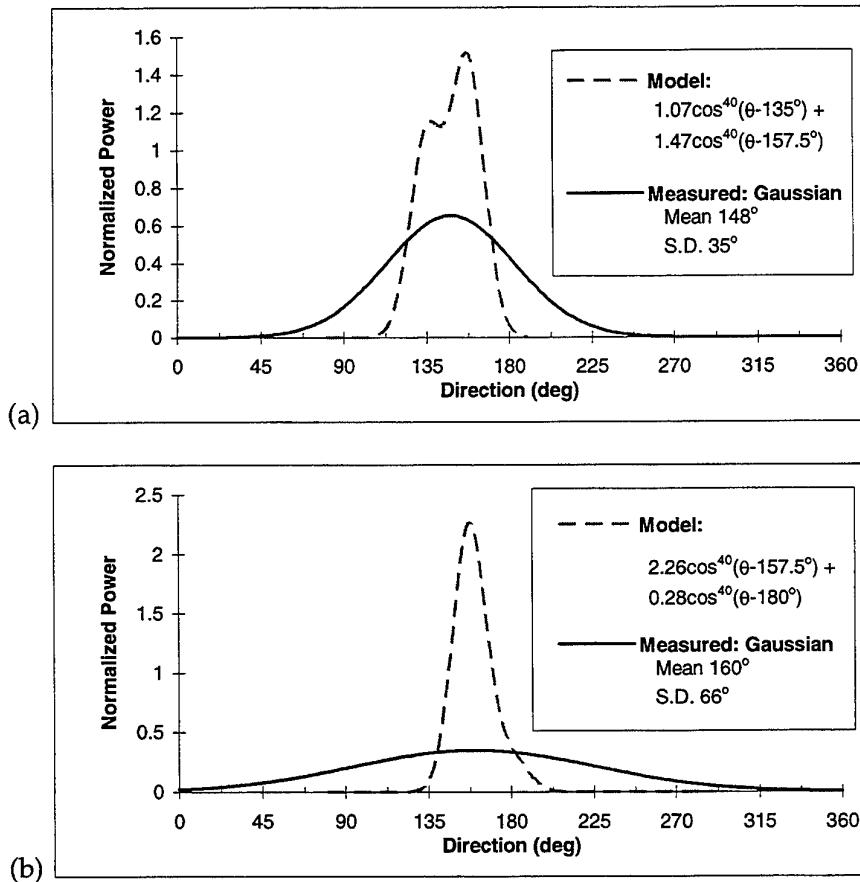 1.6
1.4
1.2
1
0.8
0.6
0.4
0.2
0
Normalized Power
0 45 90 135 180 225 270 315 360
Direction (deg)
Model:
1.07cos⁴⁰(θ-135°) +
1.47cos⁴⁰(θ-157.5°)
Measured: Gaussian
Mean 148°
S.D. 35°
(a)
2.5
2
1.5
1
0.5
0
Normalized Power
0 45 90 135 180 225 270 315 360
Direction (deg)
Model:
2.26cos⁴⁰(θ-157.5°) +
0.28cos⁴⁰(θ-180°)
Measured: Gaussian
Mean 160°
S.D. 66°
(b)